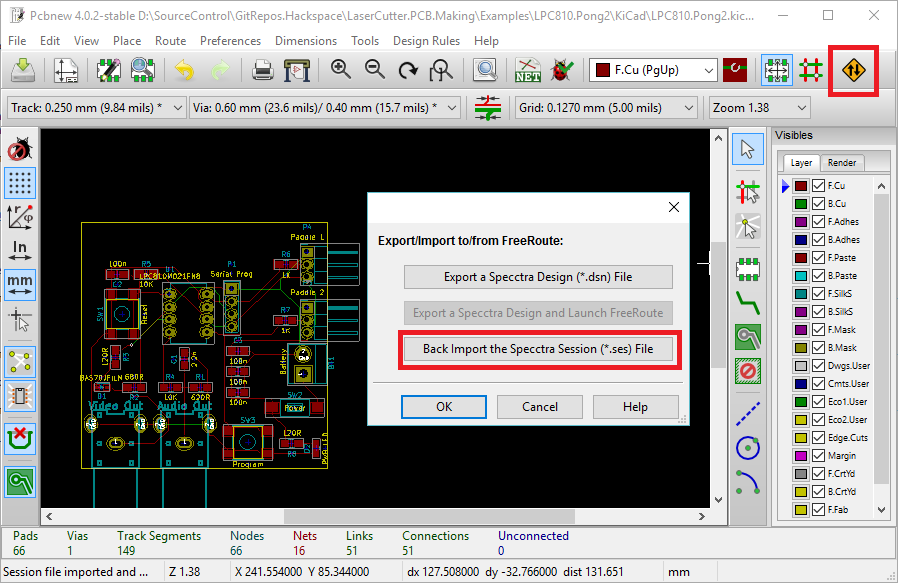 Pcbnew 4.0.2-stable D:\SourceControl\GitRepos.Hackspace\LaserCutter.PCB.Making\Examples\LPC810.Pong2\KiCad\LPC810.Pong2.kic...
File Edit View Place Route Preferences Dimensions Tools Design Rules Help
NET
F.Cu (PgUp)
Track: 0.250 mm (9.84 mils) *
Via: 0.60 mm (23.6 mils)/ 0.40 mm (15.7 mils) *
Grid: 0.1270 mm (5.00 mils)
Zoom 1.38
In
mm
Visibles
Layer Render
F.Cu
B.Cu
F.Adhes
B.Adhes
F.Paste
B.Paste
F.SilkS
B.SilkS
F.Mask
B.Mask
Dwgs.User
Cmts.User
Eco1.User
Eco2.User
Edge.Cuts
Margin
F.CrtYd
B.CrtYd
F.Fab
P4
Paddle 1
100n
R5
U1
P1
R6
C2
10K
LPC810M021FN8
Serial Prog
1K
Paddle 2
SW1
Reset
R7
1K
120R
R3
C1
C3
100n
100n
100n
Battery
BT1
BAS70JFILM
680R
R4
R1
D1
R2
10K
620R
SW2
Power
Video Out
Audio Out
SW3
120R
R8
D2
Program
Export/Import to/from FreeRoute:
Export a Specctra Design (*.dsn) File
Export a Specctra Design and Launch FreeRoute
Back Import the Specctra Session (*.ses) File
OK Cancel Help
Pads Vias Track Segments Nodes Nets Links Connections Unconnected
66 1 149 66 16 51 51 0
Session file imported and ... Z 1.38 X 241.554000 Y 85.344000 dx 127.508000 dy -32.766000 dist 131.651 mm